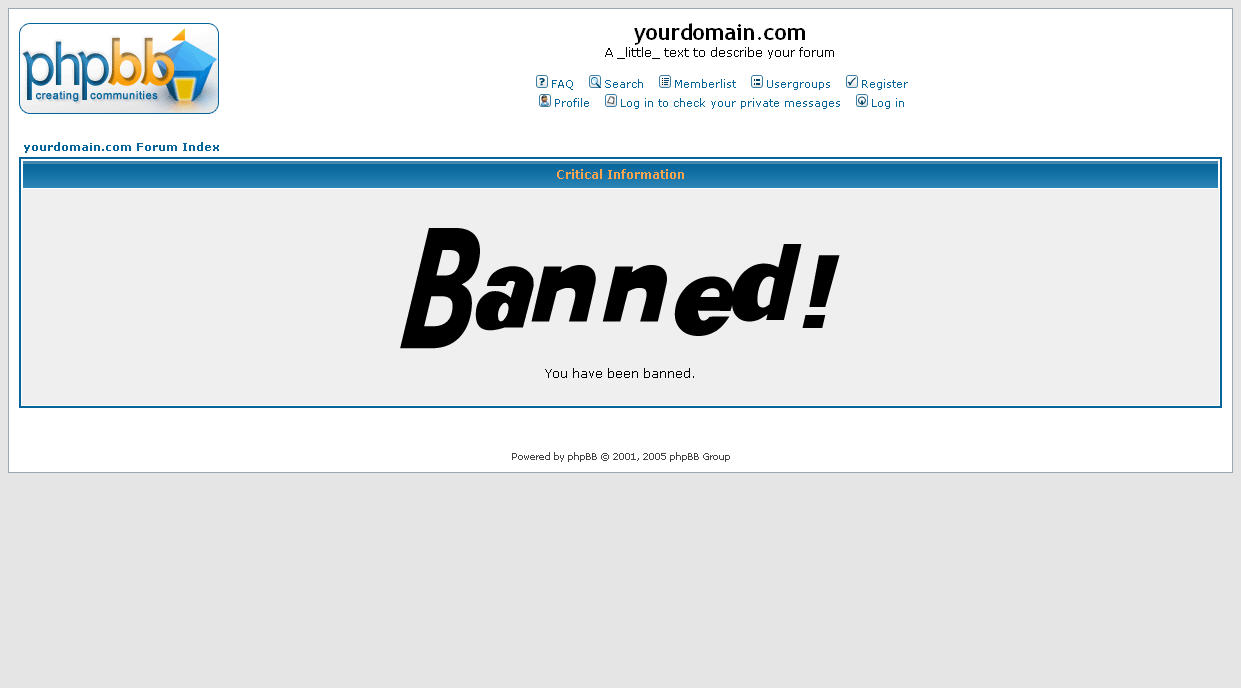 phpbb
creating communities
yourdomain.com
A _little_ text to describe your forum
FAQ Search Memberlist Usergroups Register
Profile Log in to check your private messages Log in
yourdomain.com Forum Index
Critical Information
Banned!
You have been banned.
Powered by phpBB © 2001, 2005 phpBB Group